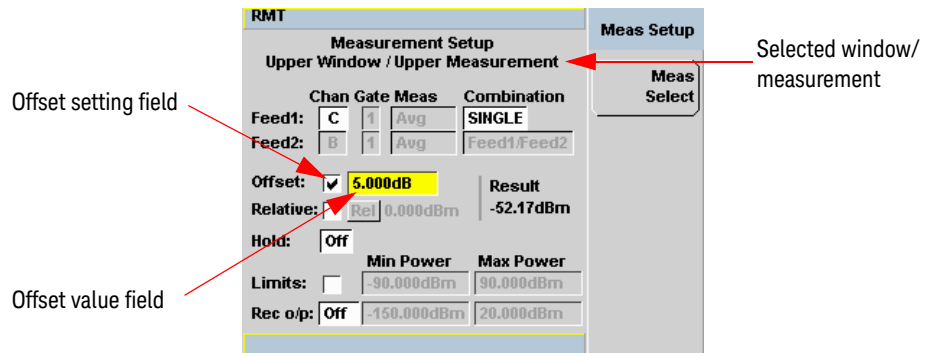 RMT
Meas Setup
Measurement Setup
Upper Window / Upper Measurement
Selected window/
measurement
Meas
Select
Offset setting field
Chan Gate Meas Combination
Feed1: C 1 Avg SINGLE
Feed2: B 1 Avg Feed1/Feed2
Offset: 5.000dB Result
Relative: Rel 0.000dBm -52.17dBm
Hold: Off
Min Power Max Power
Limits: -90.000dBm 90.000dBm
Offset value field
Rec o/p: Off -150.000dBm 20.000dBm